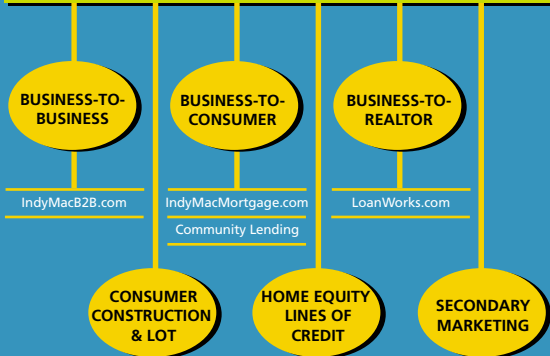 BUSINESS-TO-
BUSINESS
BUSINESS-TO-
CONSUMER
BUSINESS-TO-
REALTOR
IndyMacB2B.com
IndyMacMortgage.com
Community Lending
LoanWorks.com
CONSUMER
CONSTRUCTION
& LOT
HOME EQUITY
LINES OF
CREDIT
SECONDARY
MARKETING